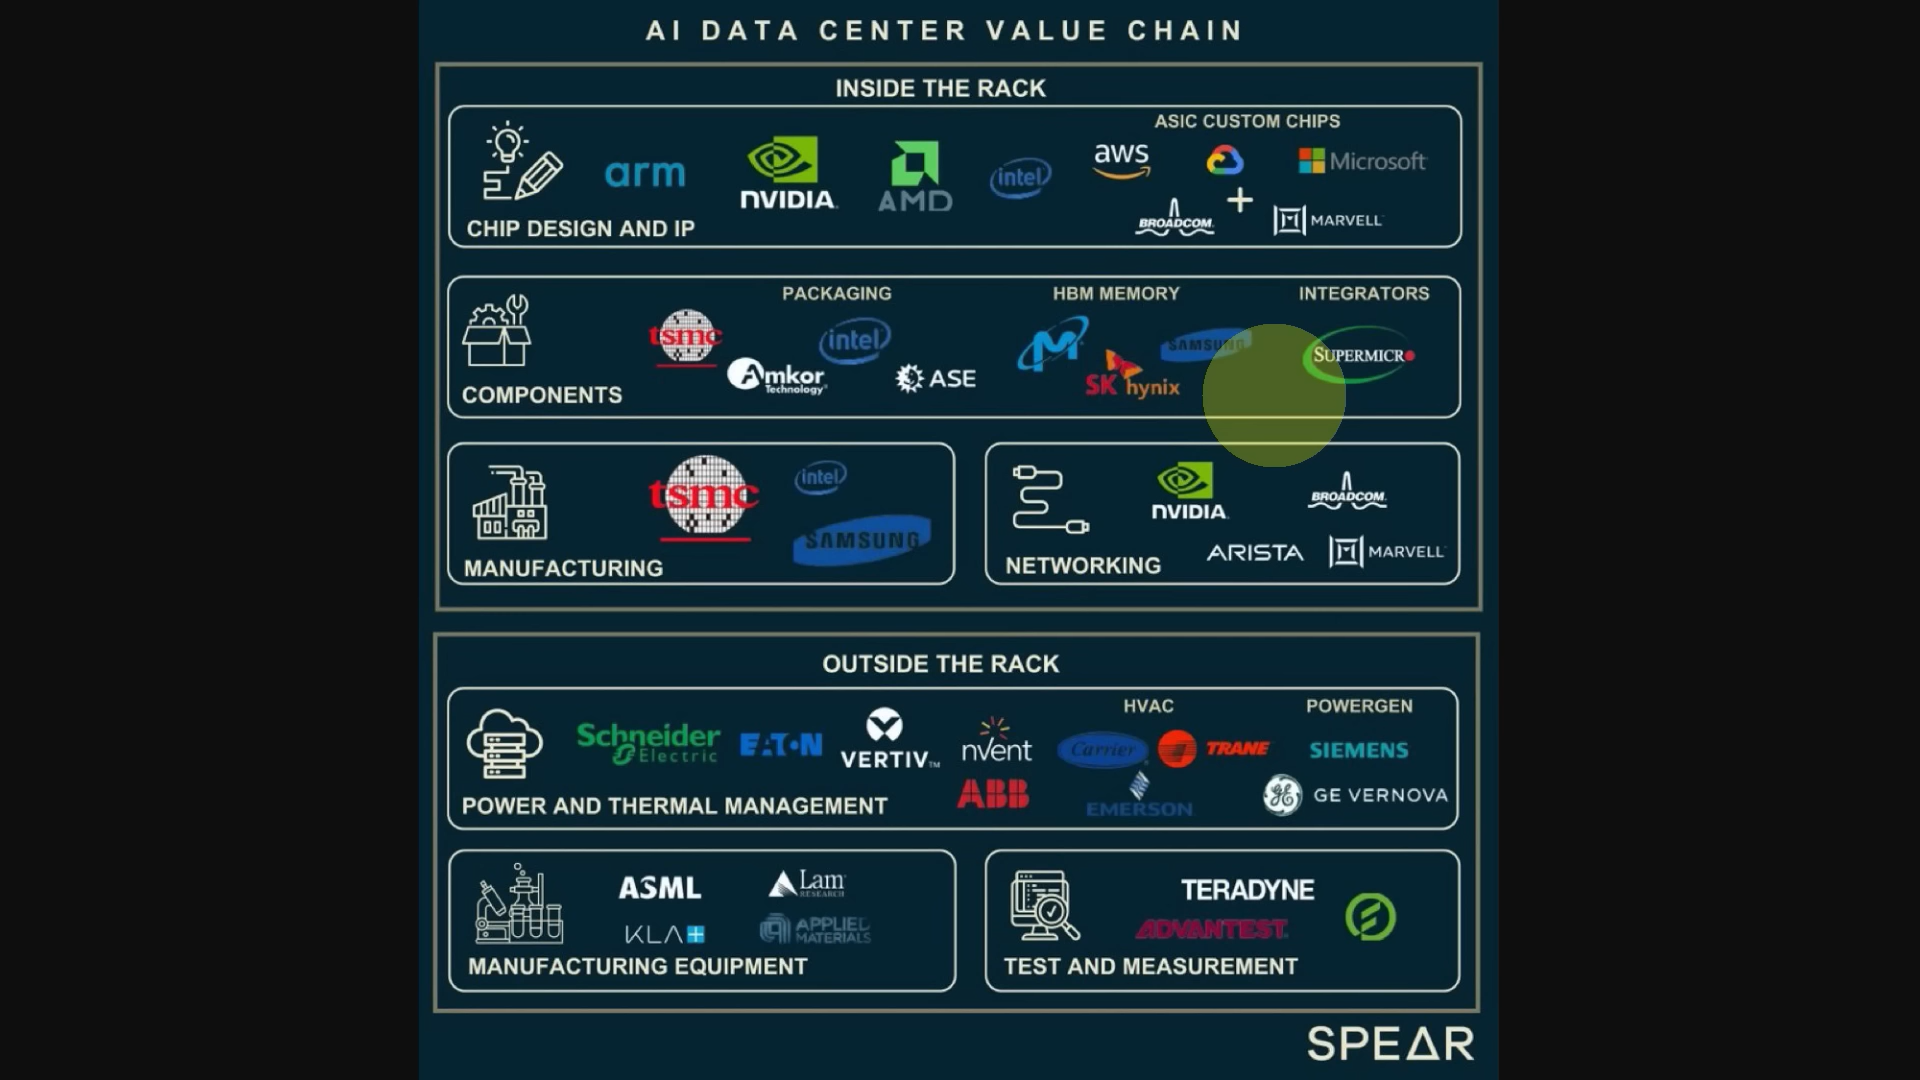 AI DATA CENTER VALUE CHAIN
INSIDE THE RACK
ASIC CUSTOM CHIPS
arm
NVIDIA
AMD
intel
aws
Microsoft
BROADCOM
+
MARVELL
CHIP DESIGN AND IP
PACKAGING
HBM MEMORY
INTEGRATORS
tsmc
intel
Amkor
Technology
ASE
M
SK hynix
SAMSUNG
SUPERMICRO
COMPONENTS
tsmc
intel
SAMSUNG
MANUFACTURING
NVIDIA
BROADCOM
ARISTA
MARVELL
NETWORKING
OUTSIDE THE RACK
HVAC
POWERGEN
Schneider
Electric
EATON
VERTIV™
nVent
ABB
Carrier
TRANE
EMERSON
SIEMENS
GE VERNOVA
POWER AND THERMAL MANAGEMENT
ASML
Lam
RESEARCH
KLA+
APPLIED
MATERIALS
MANUFACTURING EQUIPMENT
TERADYNE
ADVANTEST
TEST AND MEASUREMENT
SPEAR